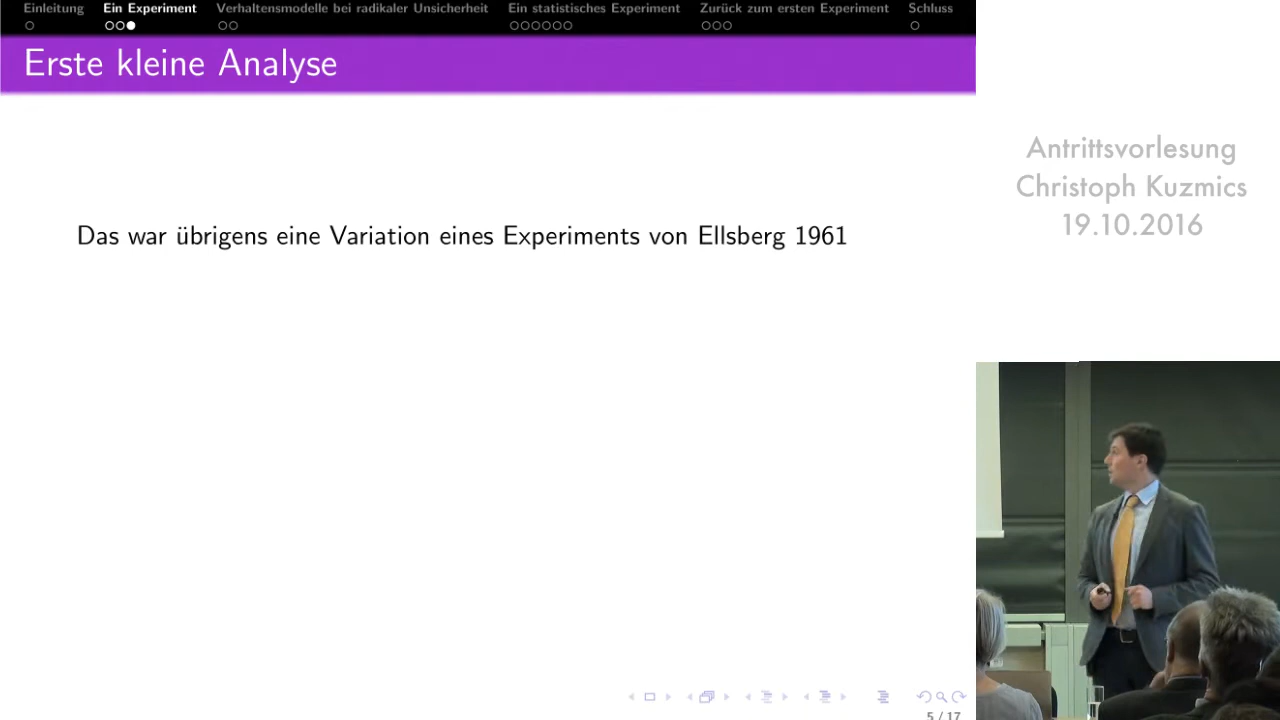 Einleitung Ein Experiment Verhaltensmodelle bei radikaler Unsicherheit Ein statistisches Experiment Zurück zum ersten Experiment Schluss
Erste kleine Analyse
Das war übrigens eine Variation eines Experiments von Ellsberg 1961
5 / 17
Antrittsvorlesung
Christoph Kuzmics
19.10.2016